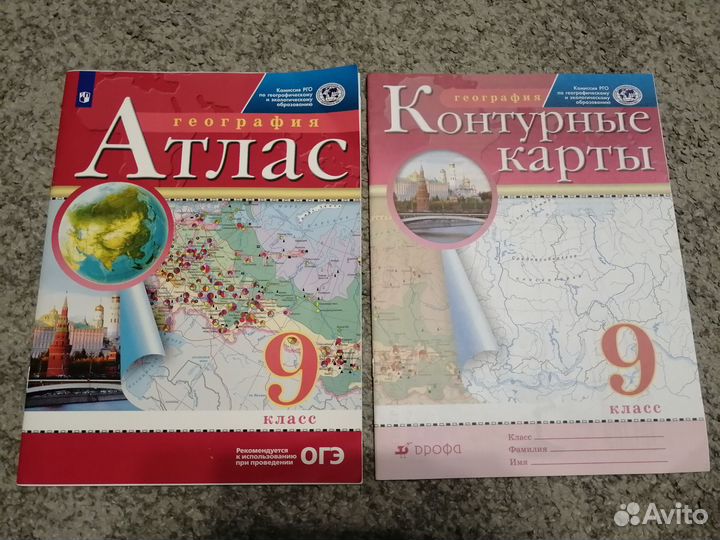 Комиссия РГО
по географическому
и экологическому
образованию
география
Атлас
9
класс
Рекомендуется
к использованию
при проведении
ОГЭ
Комиссия РГО
по географическому
и экологическому
образованию
география
Контурные
карты
9
класс
дрофа
Класс
Фамилия
Имя
Avito